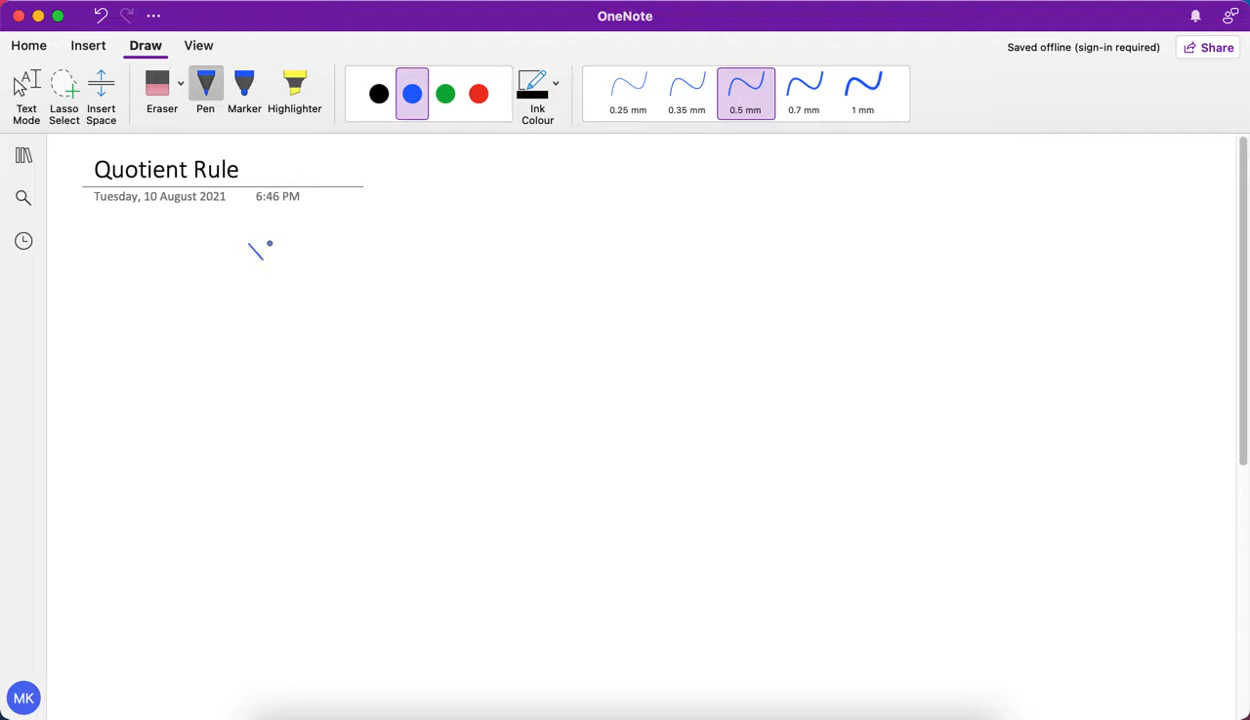 OneNote
Home Insert Draw View
Saved offline (sign-in required) Share
Text Mode
Lasso Select
Insert Space
Eraser
Pen
Marker
Highlighter
Ink Colour
0.25 mm 0.35 mm 0.5 mm 0.7 mm 1 mm
Quotient Rule
Tuesday, 10 August 2021 6:46 PM
MK